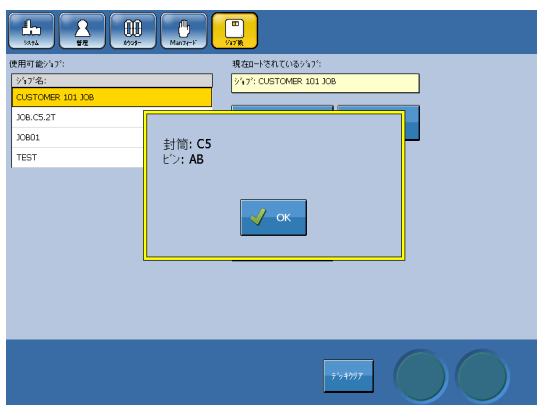 システム
管理
カウンター
Manフィード
ジョブ後
使用可能ジョブ:
現在ロードされているジョブ:
ジョブ名:
ジョブ: CUSTOMER 101 JOB
CUSTOMER 101 JOB
JOB.C5.2T
JOB01
TEST
封筒: C5
ビン: AB
OK
デッキクリア